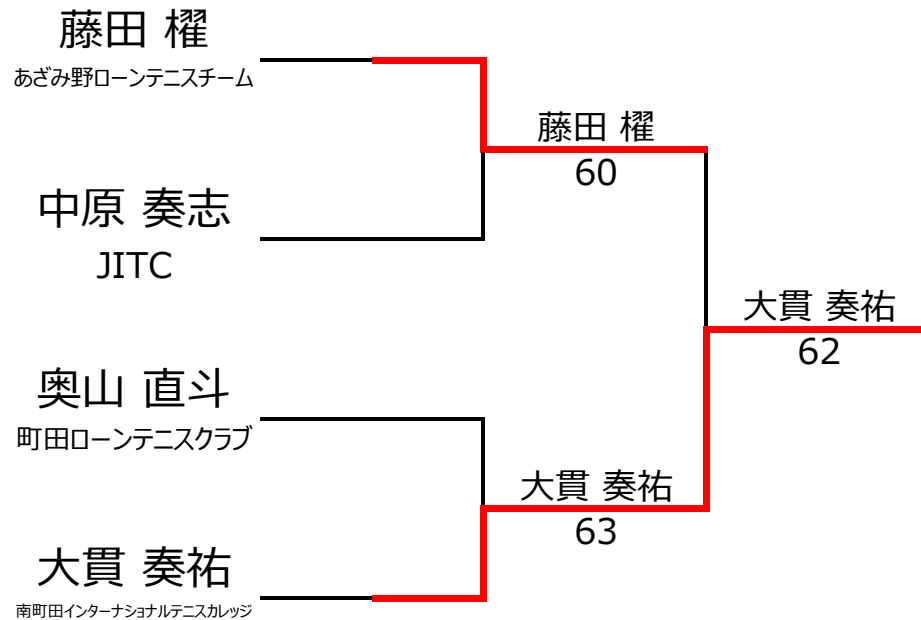 藤田 櫂
あざみ野ローンテニスチーム
中原 奏志
JITC
奥山 直斗
町田ローンテニスクラブ
大貫 奏祐
南町田インターナショナルテニスカレッジ
藤田 櫂
60
大貫 奏祐
63
大貫 奏祐
62